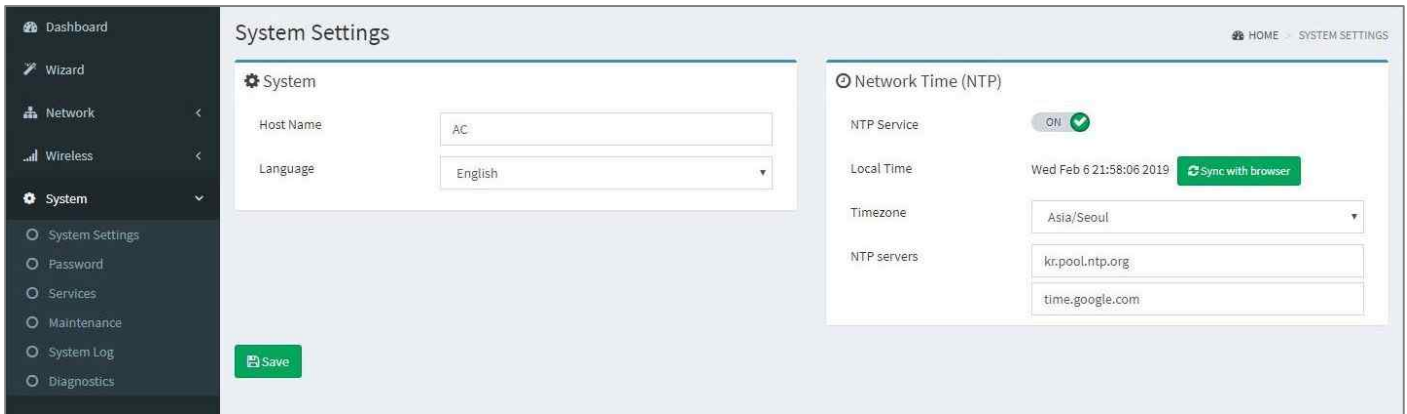 Dashboard
Wizard
Network
Wireless
System
System Settings
Password
Services
Maintenance
System Log
Diagnostics
System Settings
HOME > SYSTEM SETTINGS
System
Host Name
AC
Language
English
Network Time (NTP)
NTP Service
ON
Local Time
Wed Feb 6 21:58:06 2019
Sync with browser
Timezone
Asia/Seoul
NTP servers
kr.pool.ntp.org
time.google.com
Save